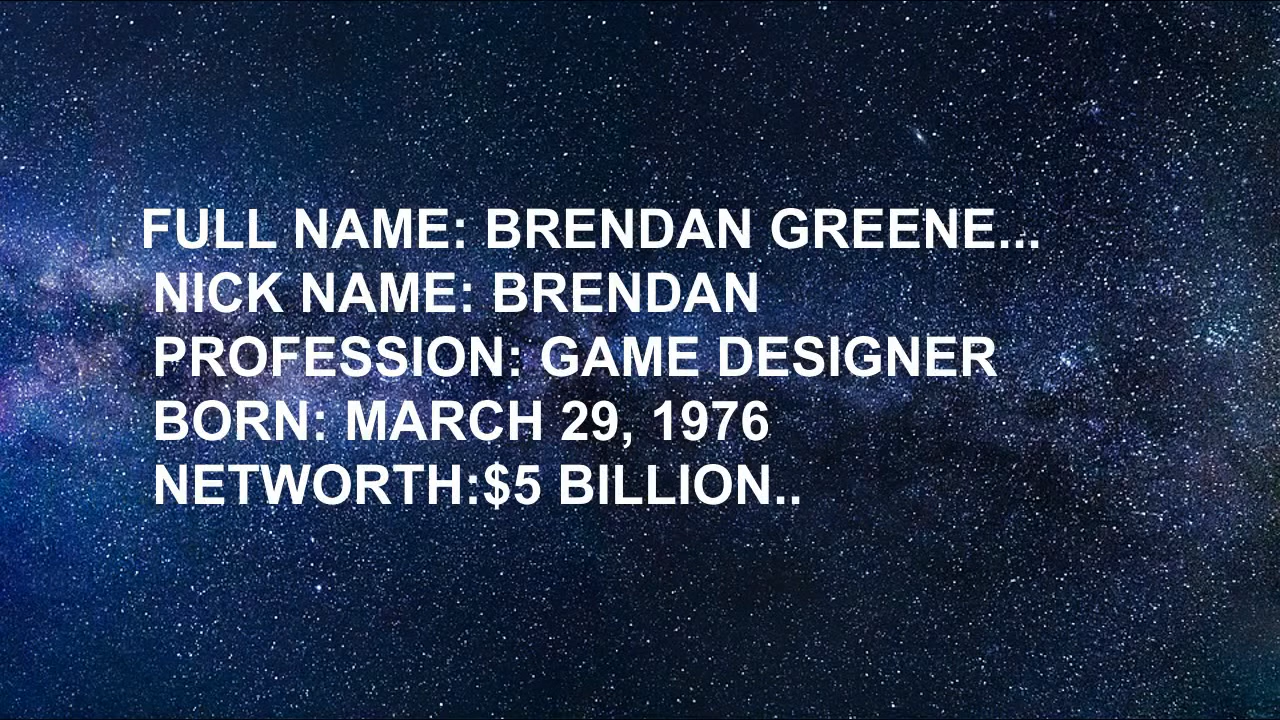 FULL NAME: BRENDAN GREENE...
NICK NAME: BRENDAN
PROFESSION: GAME DESIGNER
BORN: MARCH 29, 1976
NETWORTH:$5 BILLION..